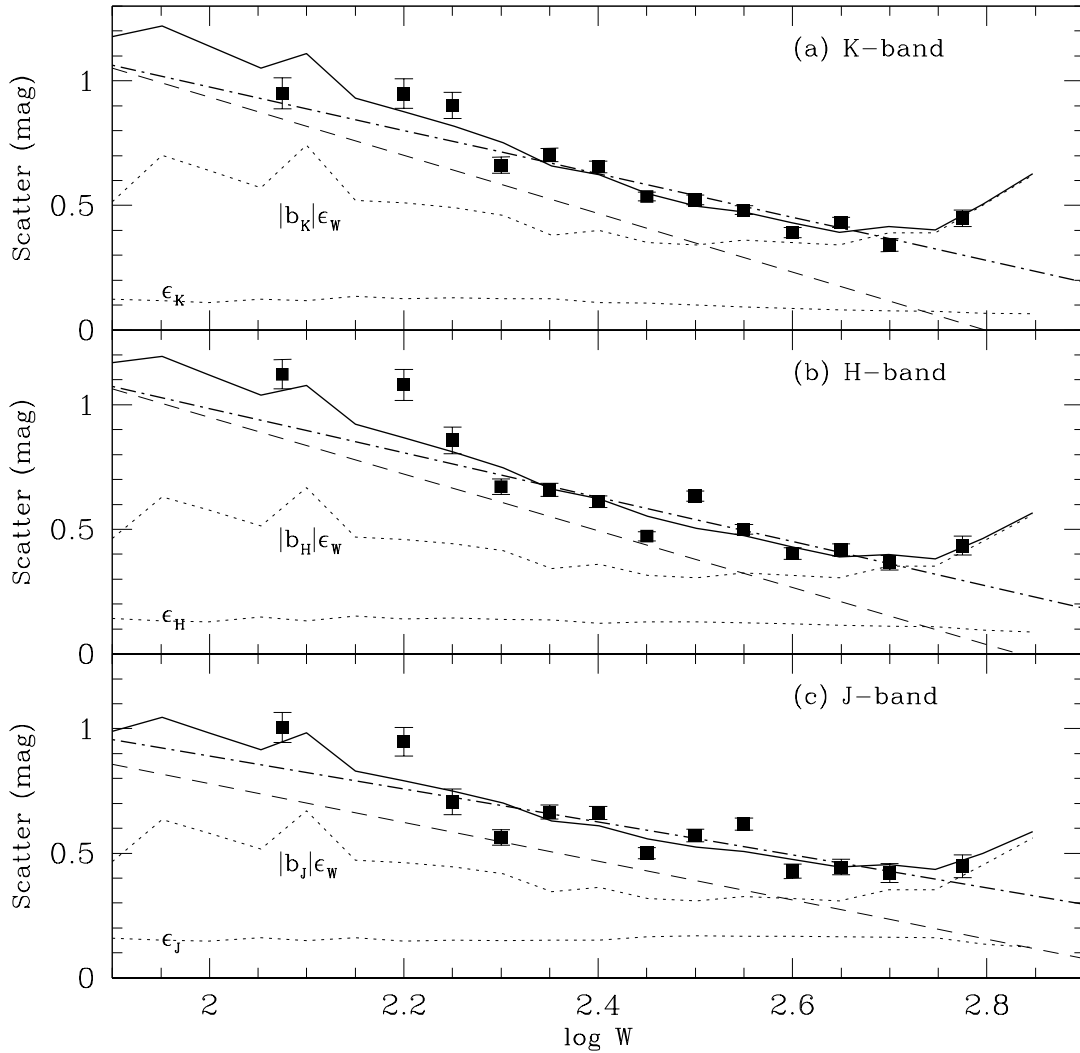 (a) K-band
1
0.5
0
Scatter (mag)
|b_K|ϵ_W
ϵ_K
(b) H-band
1
0.5
0
Scatter (mag)
|b_H|ϵ_W
ϵ_H
(c) J-band
1
0.5
0
Scatter (mag)
|b_J|ϵ_W
ϵ_J
2 2.2 2.4 2.6 2.8
log W